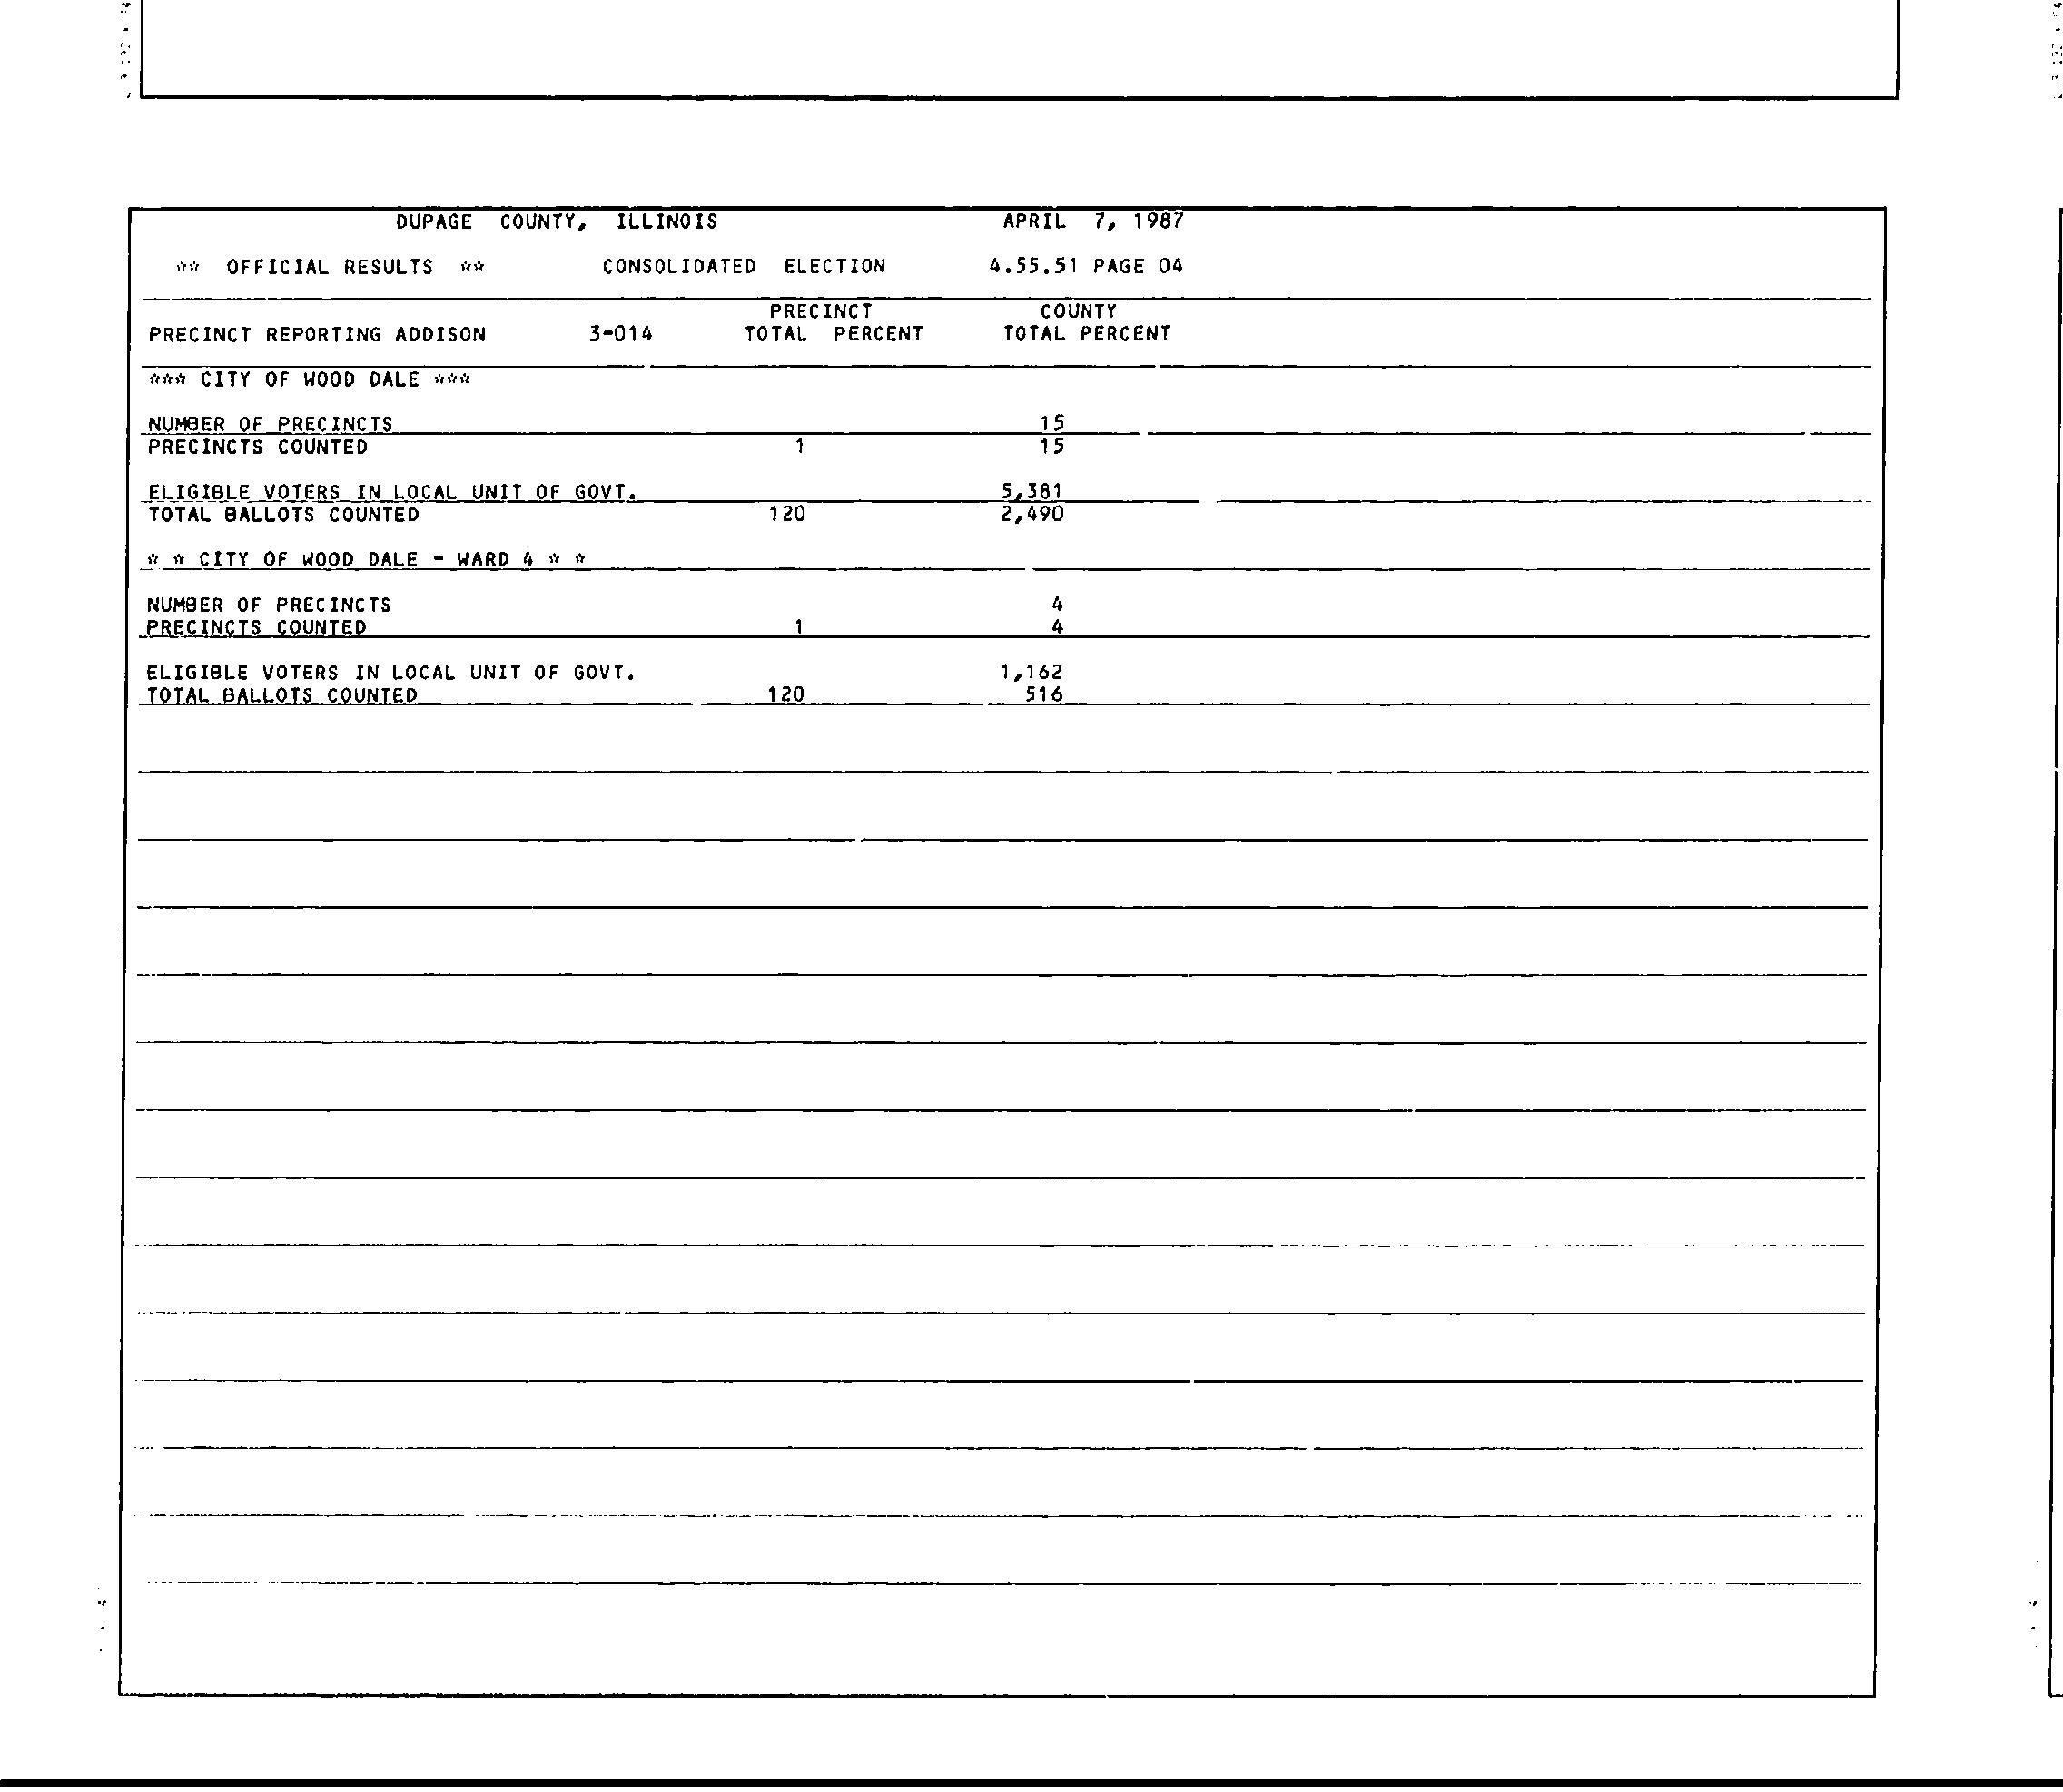 DUPAGE COUNTY, ILLINOIS APRIL 7, 1987
** OFFICIAL RESULTS ** CONSOLIDATED ELECTION 4.55.51 PAGE 04
PRECINCT COUNTY
PRECINCT REPORTING ADDISON 3-014 TOTAL PERCENT TOTAL PERCENT
*** CITY OF WOOD DALE ***
NUMBER OF PRECINCTS 15
PRECINCTS COUNTED 1 15
ELIGIBLE VOTERS IN LOCAL UNIT OF GOVT. 5,381
TOTAL BALLOTS COUNTED 120 2,490
* * CITY OF WOOD DALE - WARD 4 * *
NUMBER OF PRECINCTS 4
PRECINCTS COUNTED 1 4
ELIGIBLE VOTERS IN LOCAL UNIT OF GOVT. 1,162
TOTAL BALLOTS COUNTED 120 516